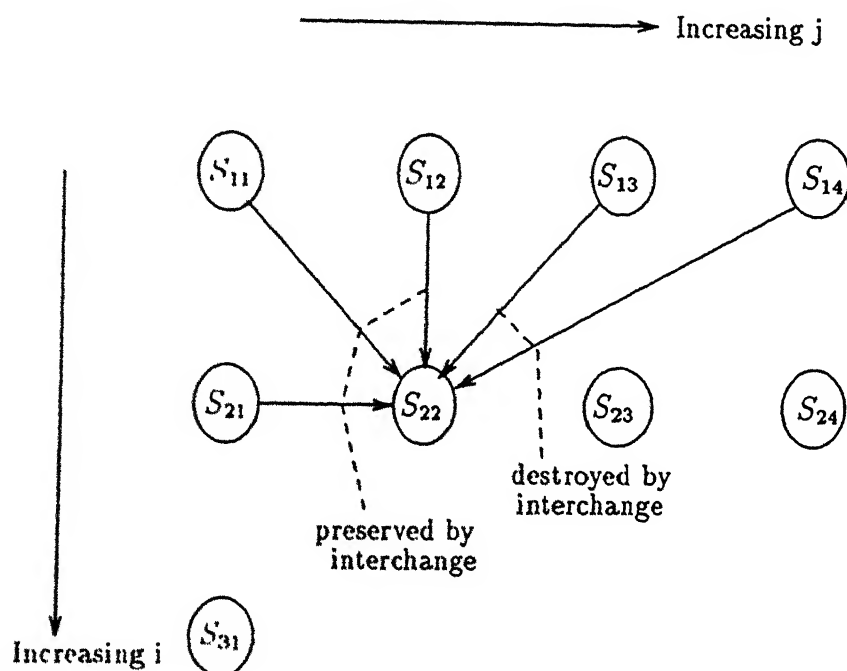 Increasing j
S11 S12 S13 S14
S21 S22 S23 S24
destroyed by
interchange
preserved by
interchange
S31
Increasing i